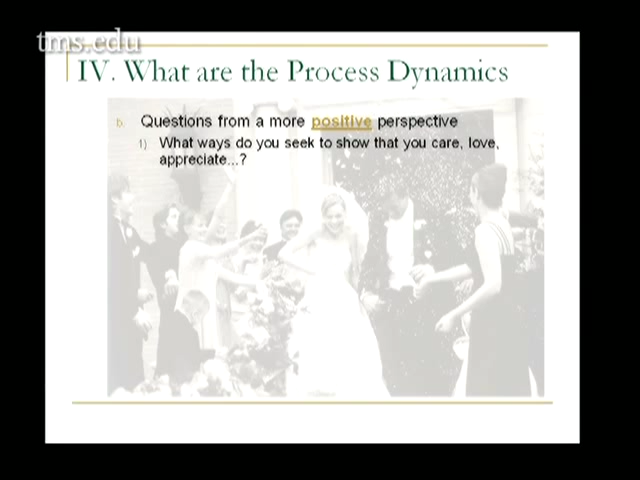 tms.edu
IV. What are the Process Dynamics
b. Questions from a more positive perspective
1) What ways do you seek to show that you care, love,
appreciate...?